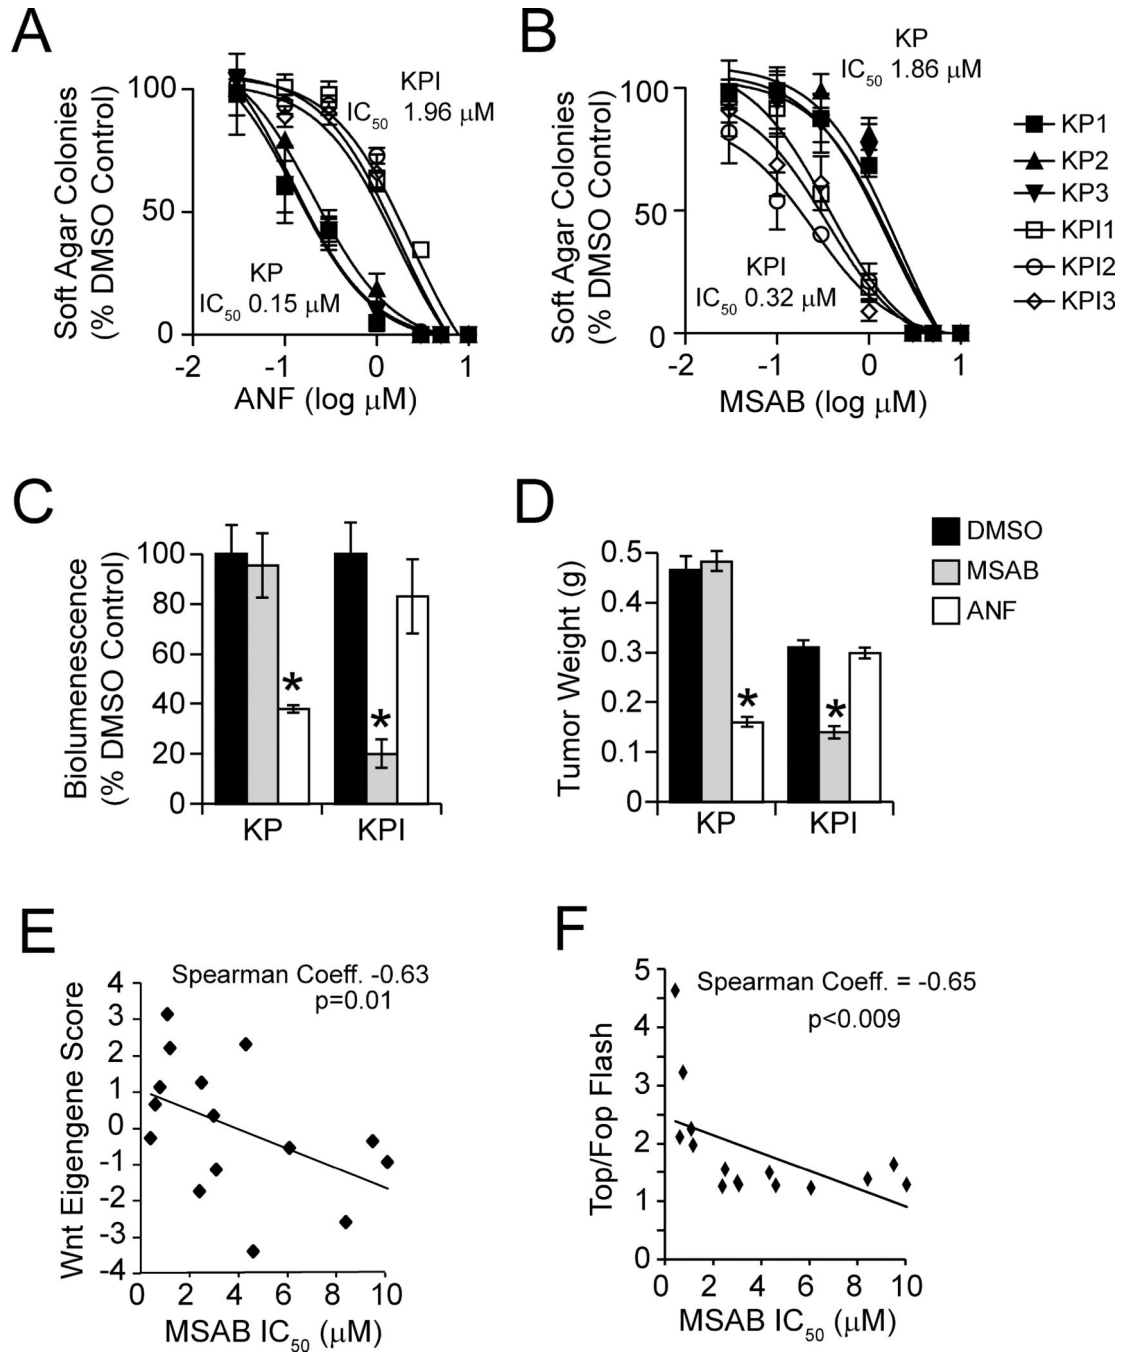 A
Soft Agar Colonies
(% DMSO Control)
100
50
0
-2
-1
0
1
ANF (log μM)
KPI
IC50 1.96 μM
KP
IC50 0.15 μM
B
Soft Agar Colonies
(% DMSO Control)
100
50
0
-2
-1
0
1
MSAB (log μM)
KP
IC50 1.86 μM
KPI
IC50 0.32 μM
KP1
KP2
KP3
KPI1
KPI2
KPI3
C
Biolumenescence
(% DMSO Control)
100
80
60
40
20
0
*
*
KP
KPI
D
Tumor Weight (g)
0.5
0.4
0.3
0.2
0.1
0
*
*
KP
KPI
DMSO
MSAB
ANF
E
Wnt Eigengene Score
Spearman Coeff. -0.63
p=0.01
4
3
2
1
0
-1
-2
-3
-4
0
2
4
6
8
10
MSAB IC50 (μM)
F
Top/Fop Flash
Spearman Coeff. = -0.65
p<0.009
5
4
3
2
1
0
0
2
4
6
8
10
MSAB IC50 (μM)